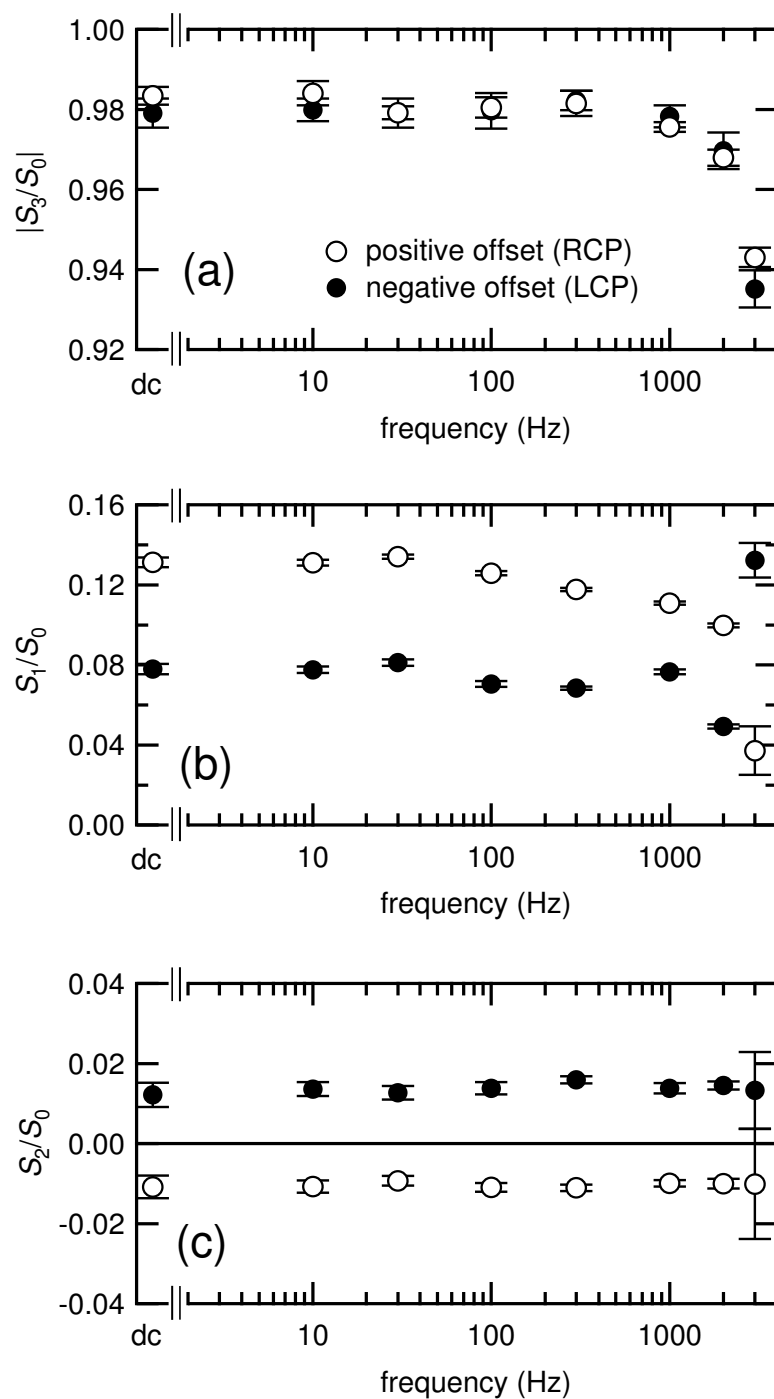 1.00
0.98
0.96
0.94
0.92
|S3/S0|
(a)
positive offset (RCP)
negative offset (LCP)
dc 10 100 1000
frequency (Hz)
0.16
0.12
0.08
0.04
0.00
S1/S0
(b)
dc 10 100 1000
frequency (Hz)
0.04
0.02
0.00
-0.02
-0.04
S2/S0
(c)
dc 10 100 1000
frequency (Hz)